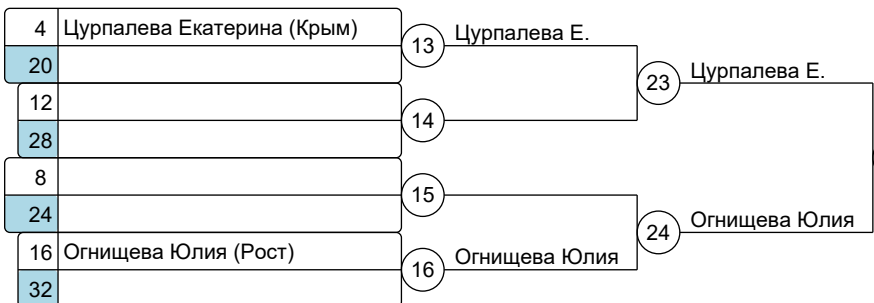 4 Цурпалева Екатерина (Крым)
20
13 Цурпалева Е.
12
28
14
23 Цурпалева Е.
8
24
15
16 Огнищева Юлия (Рост)
32
16 Огнищева Юлия
24 Огнищева Юлия